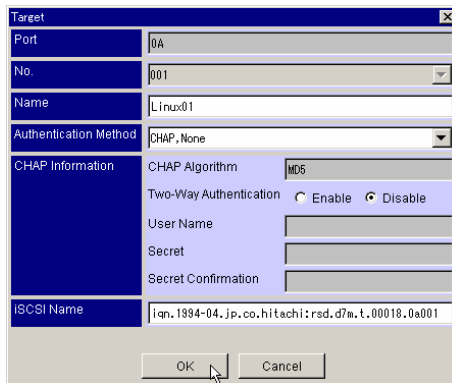 Target
Port 0A
No. 001
Name Linux01
Authentication Method CHAP,None
CHAP Information CHAP Algorithm MD5
Two-Way Authentication Enable Disable
User Name
Secret
Secret Confirmation
iSCSI Name iqn.1994-04.jp.co.hitachi:rsd.d7m.t.00018.0a001
OK Cancel